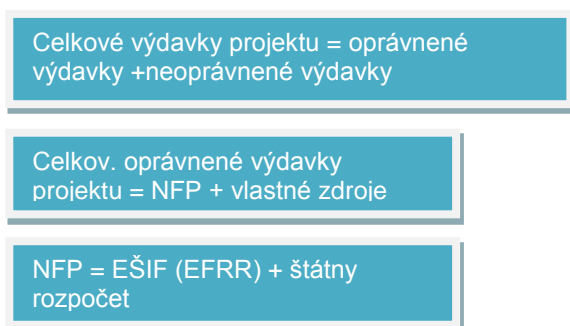 Celkové výdavky projektu = oprávnené
výdavky +neoprávnené výdavky
Celkov. oprávnené výdavky
projektu = NFP + vlastné zdroje
NFP = EŠIF (EFRR) + štátny
rozpočet